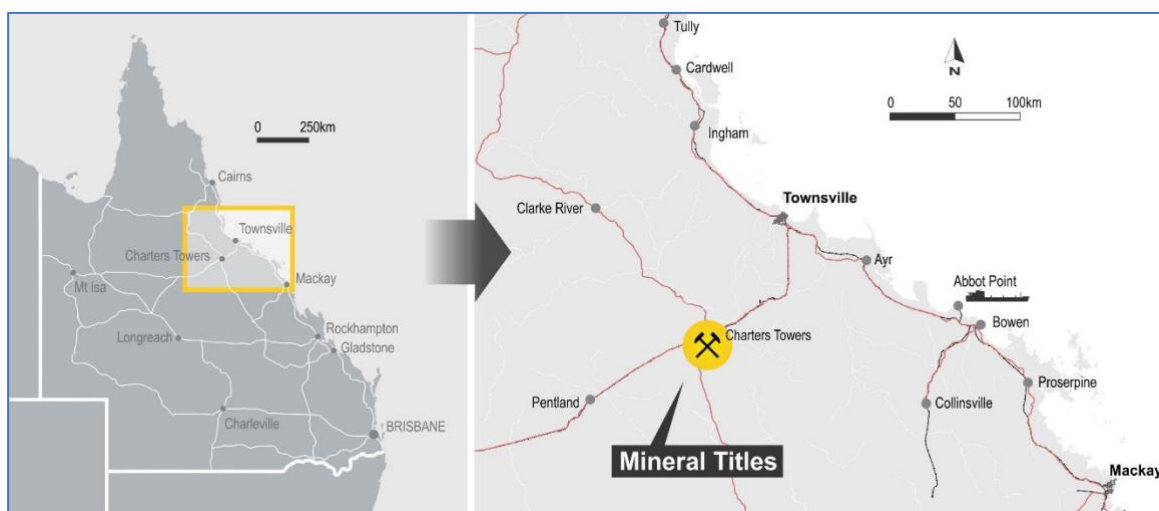 0 250km
Cairns
Townsville
Charters Towers
Mt Isa
Mackay
Longreach
Rockhampton
Gladstone
Charleville
BRISBANE
Tully
Cardwell
N
0 50 100km
Ingham
Clarke River
Townsville
Ayr
Abbot Point
Bowen
Charters Towers
Proserpine
Pentland
Collinsville
Mineral Titles
Mackay